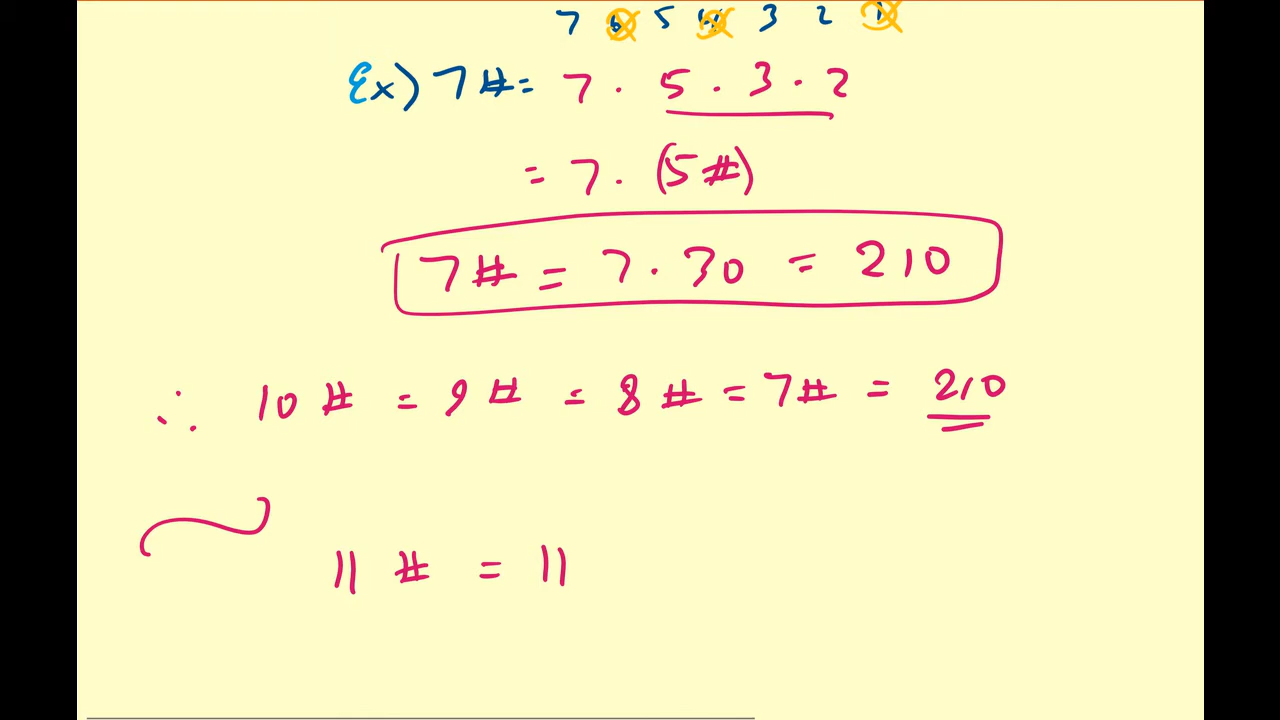 7 6 5 4 3 2 1
Ex) 7# = 7 . 5 . 3 . 2
= 7 . (5#)
7# = 7 . 30 = 210
∴ 10# = 9# = 8# = 7# = 210
11# = 11